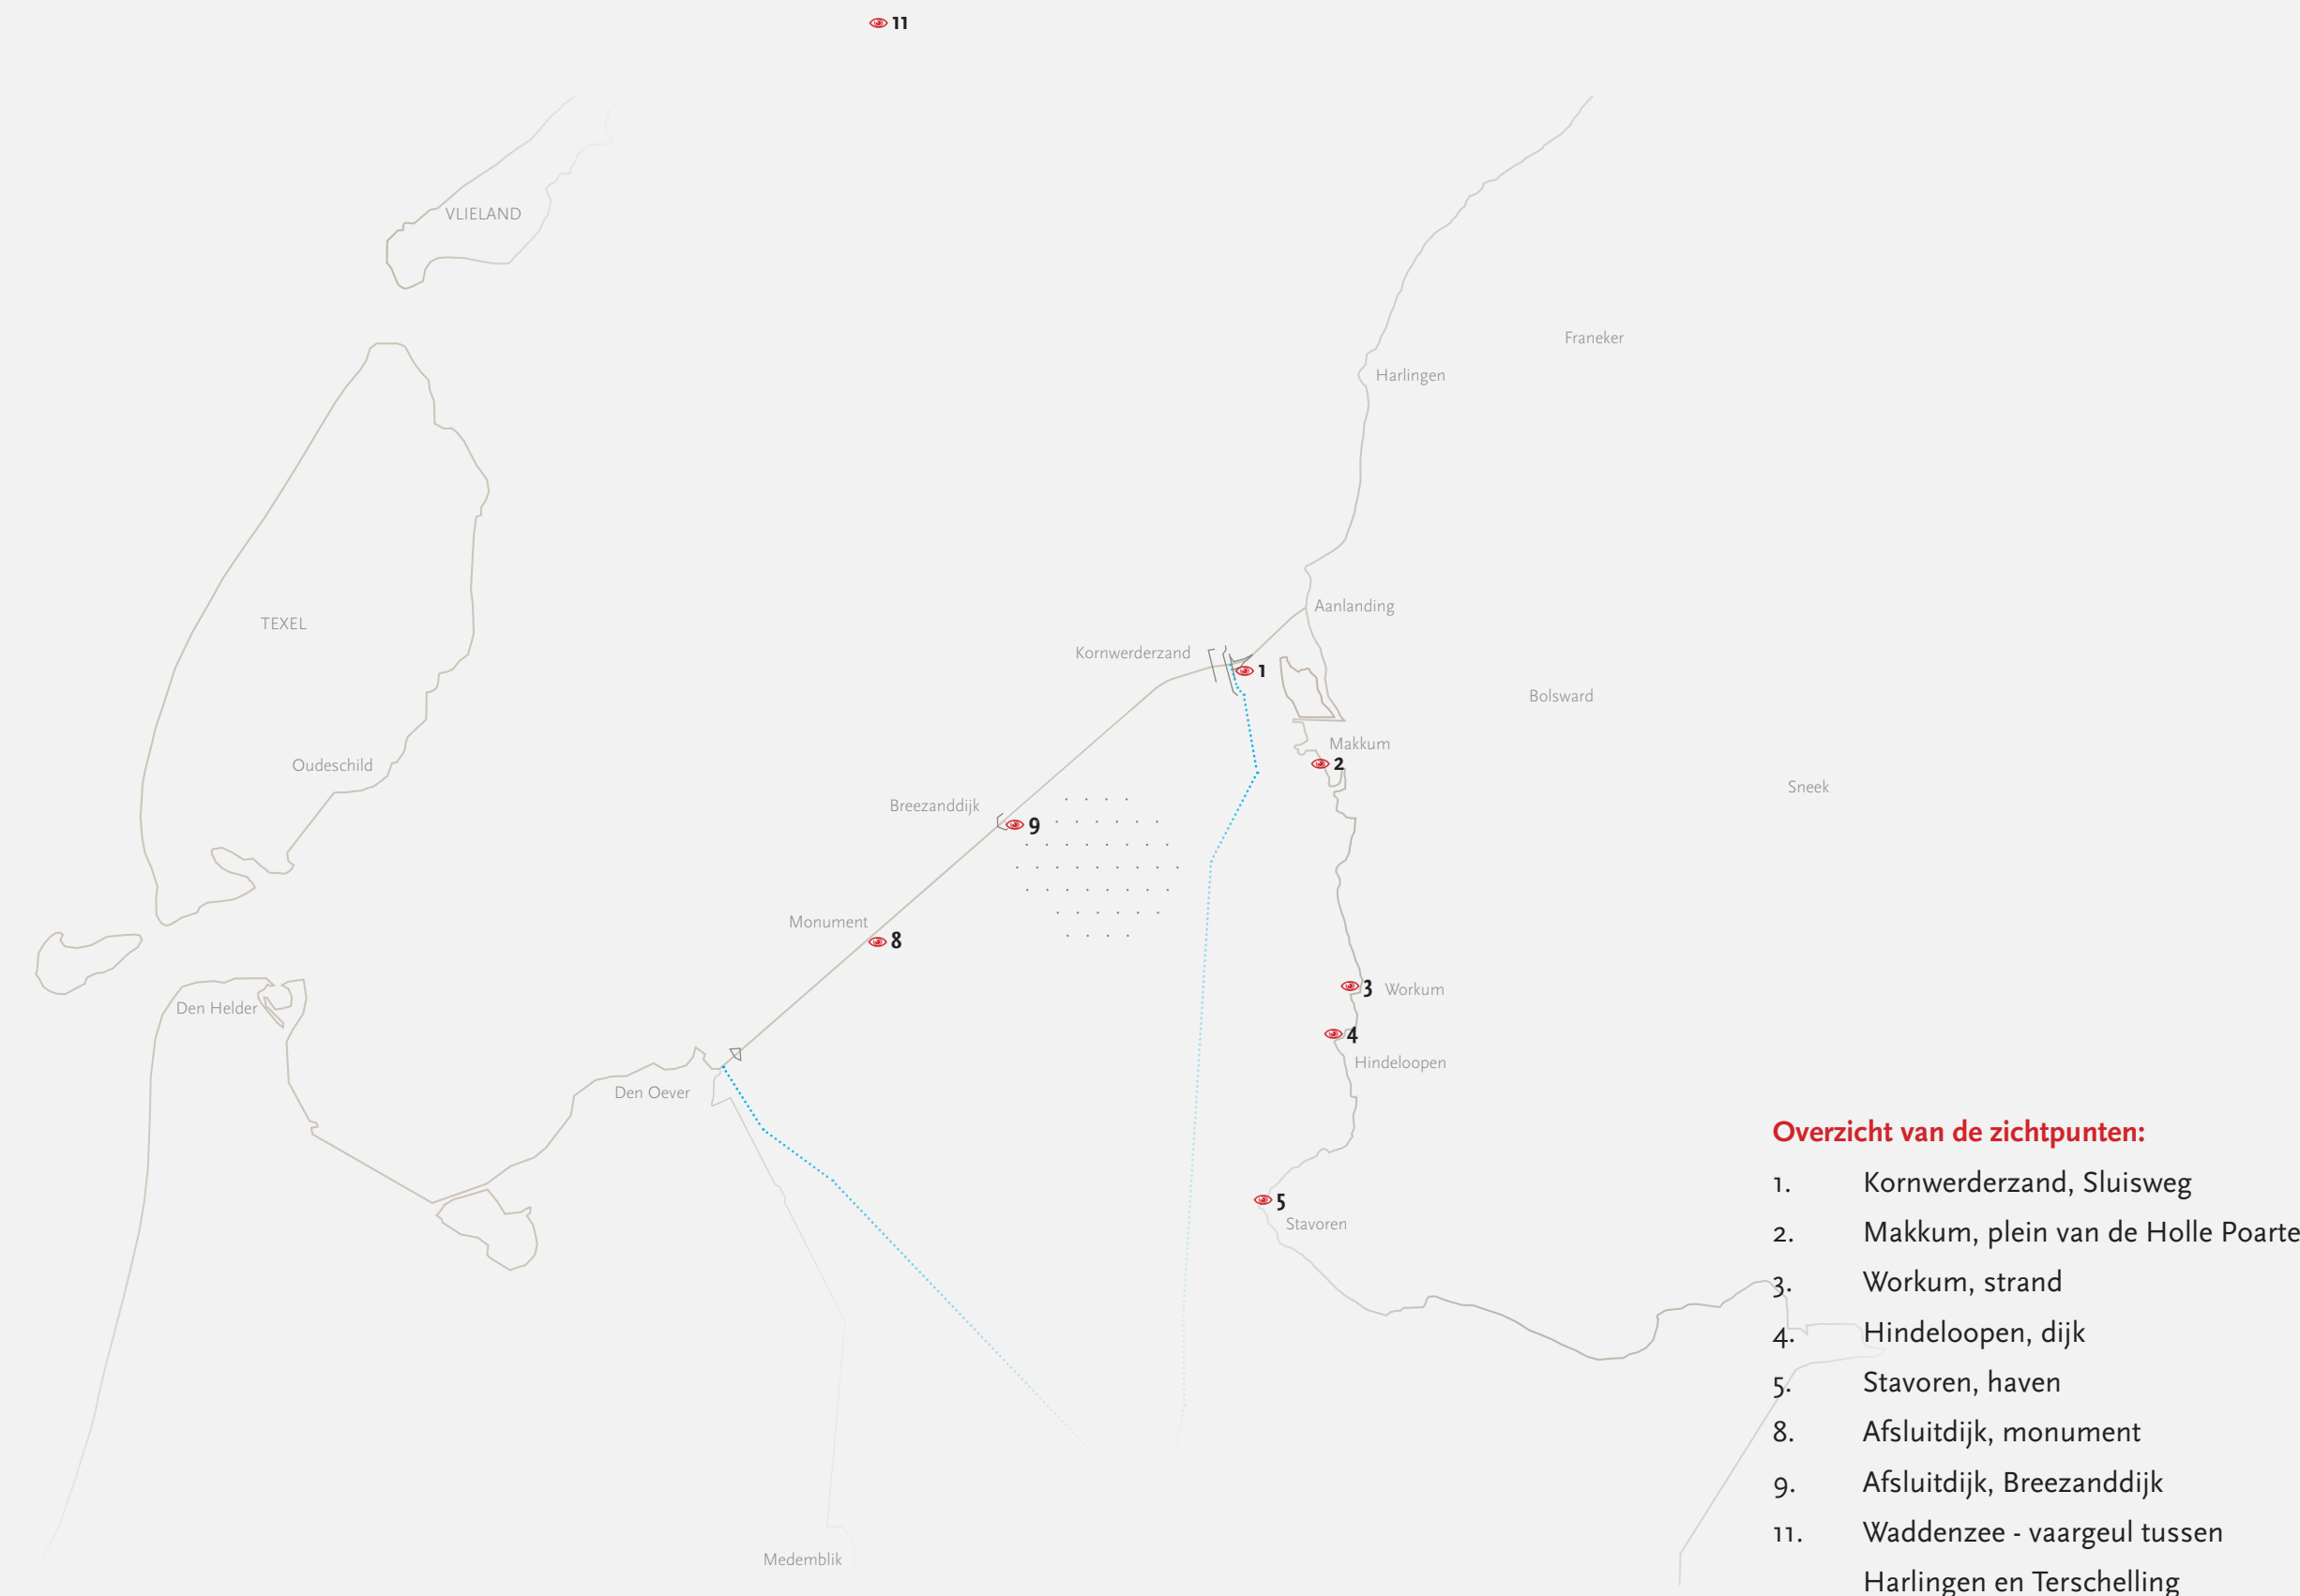 11
VLIELAND
Franeker
Harlingen
Aanlanding
TEXEL
Kornwerderzand
1
Bolsward
Makkum
2
Oudeschild
Sneek
Breezanddijk
9
Monument
8
3 Workum
Den Helder
4
Hindeloopen
Den Oever
5
Stavoren
Medemblik
Overzicht van de zichtpunten:
1. Kornwerderzand, Sluisweg
2. Makkum, plein van de Holle Poarte
3. Workum, strand
4. Hindeloopen, dijk
5. Stavoren, haven
8. Afsluitdijk, monument
9. Afsluitdijk, Breezanddijk
11. Waddenzee - vaargeul tussen
Harlingen en Terschelling